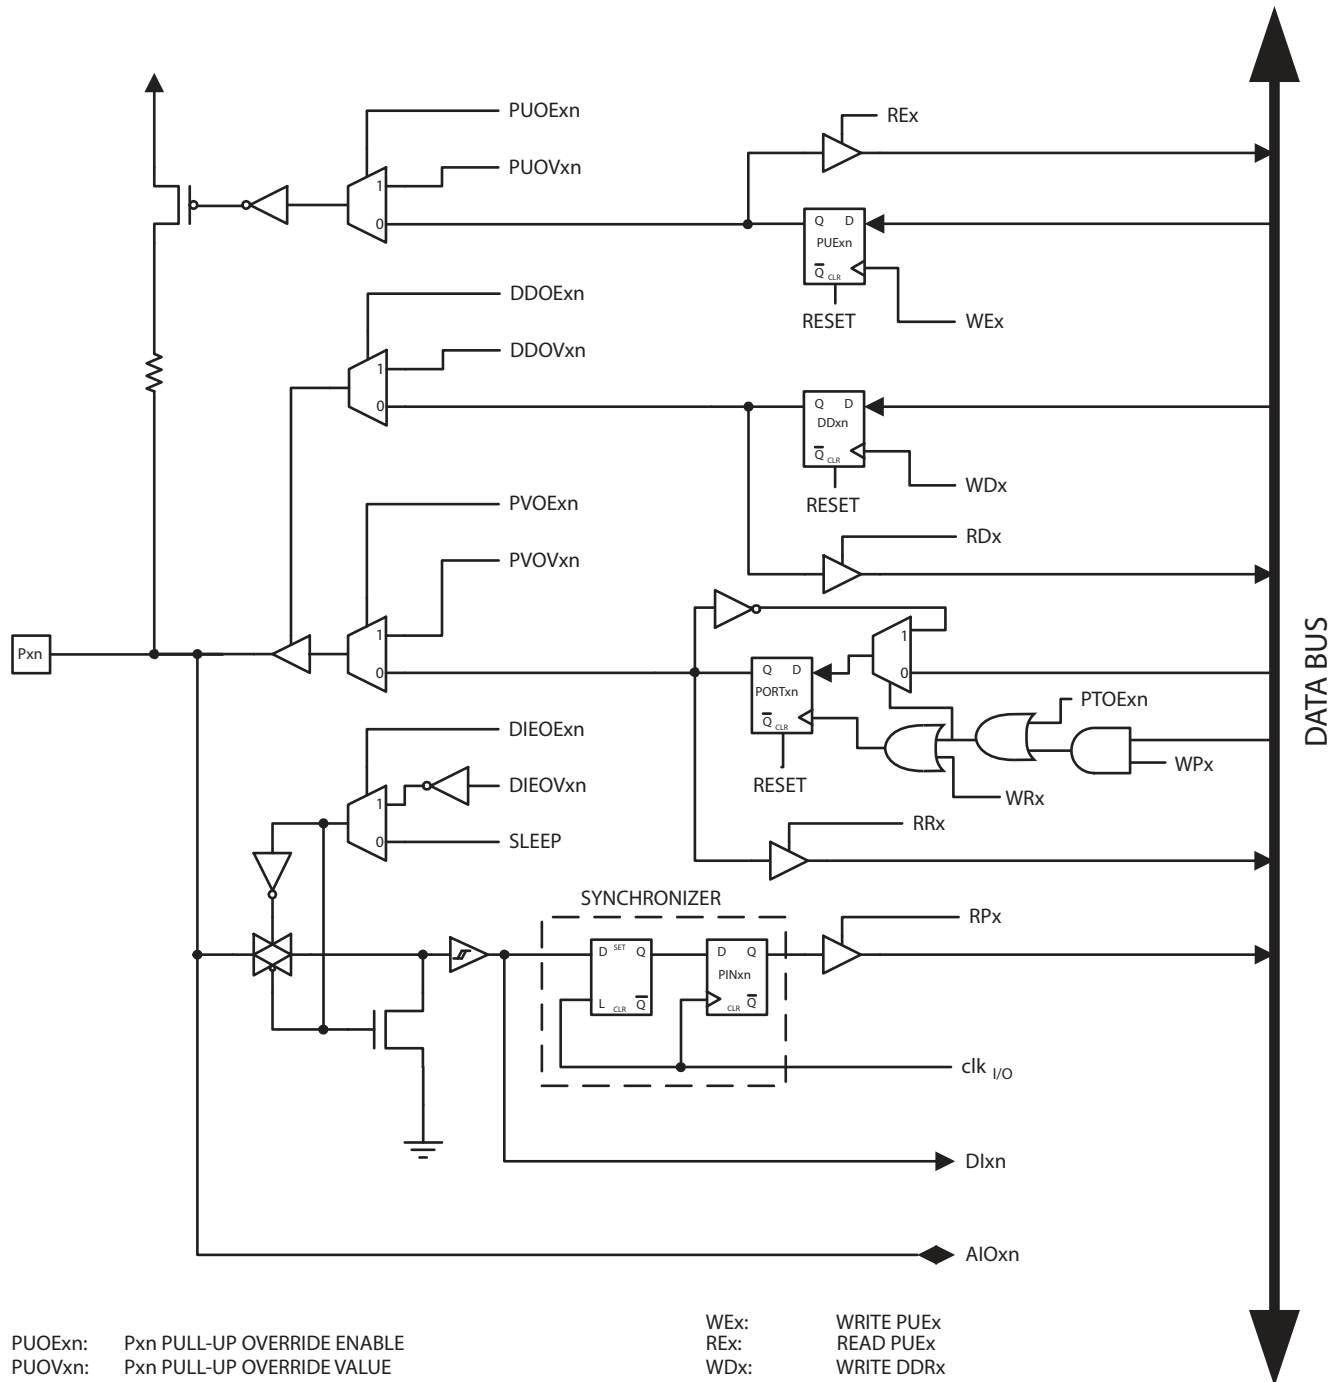 PUOExn
REx
PUOVxn
1
0
Q D
PUExn
Q CLR
RESET
WEx
DDOExn
DDOVxn
1
0
Q D
DDxn
Q CLR
RESET
WDx
PVOExn
RDx
PVOVxn
Pxn
1
0
1
0
Q D
PORTxn
Q CLR
RESET
PTOExn
WPx
WRx
DATA BUS
DIEOExn
DIEOVxn
1
0
SLEEP
RRx
SYNCHRONIZER
RPx
D SET Q
L CLR Q
D Q
PINxn
CLR Q
clk I/O
DIxn
AIOxn
PUOExn: Pxn PULL-UP OVERRIDE ENABLE
PUOVxn: Pxn PULL-UP OVERRIDE VALUE
WEx: WRITE PUEx
REx: READ PUEx
WDx: WRITE DDRx